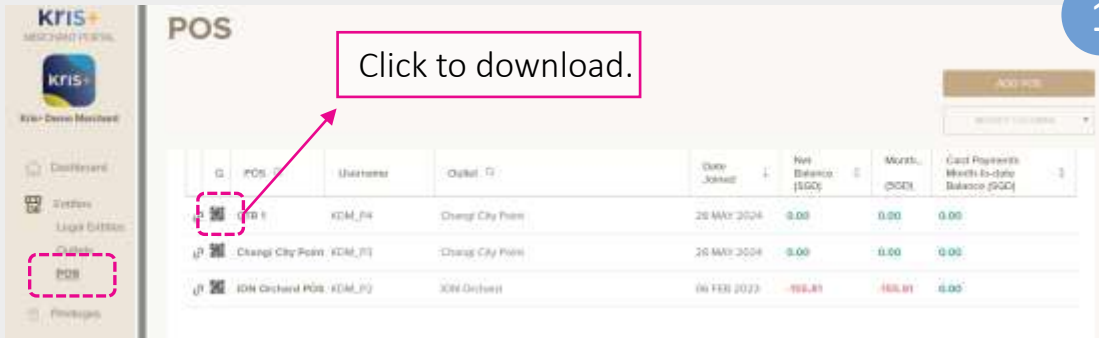 Kris+
MERCHANT PORTAL
Kris+
Kris+ Demo Merchant
Dashboard
Entities
Legal Entities
Outlets
POS
Privileges
POS
Click to download.
1
ADD POS
POS Username Outlet Date Joined Net Balance (SGD) Month... (SGD) Card Payments Month-to-date Balance (SGD)
KDM_P4 Changi City Point 28 MAY 2024 0.00 0.00 0.00
Changi City Point KDM_P3 Changi City Point 28 MAY 2024 0.00 0.00 0.00
ION Orchard POS KDM_P2 ION Orchard 06 FEB 2023 0.00